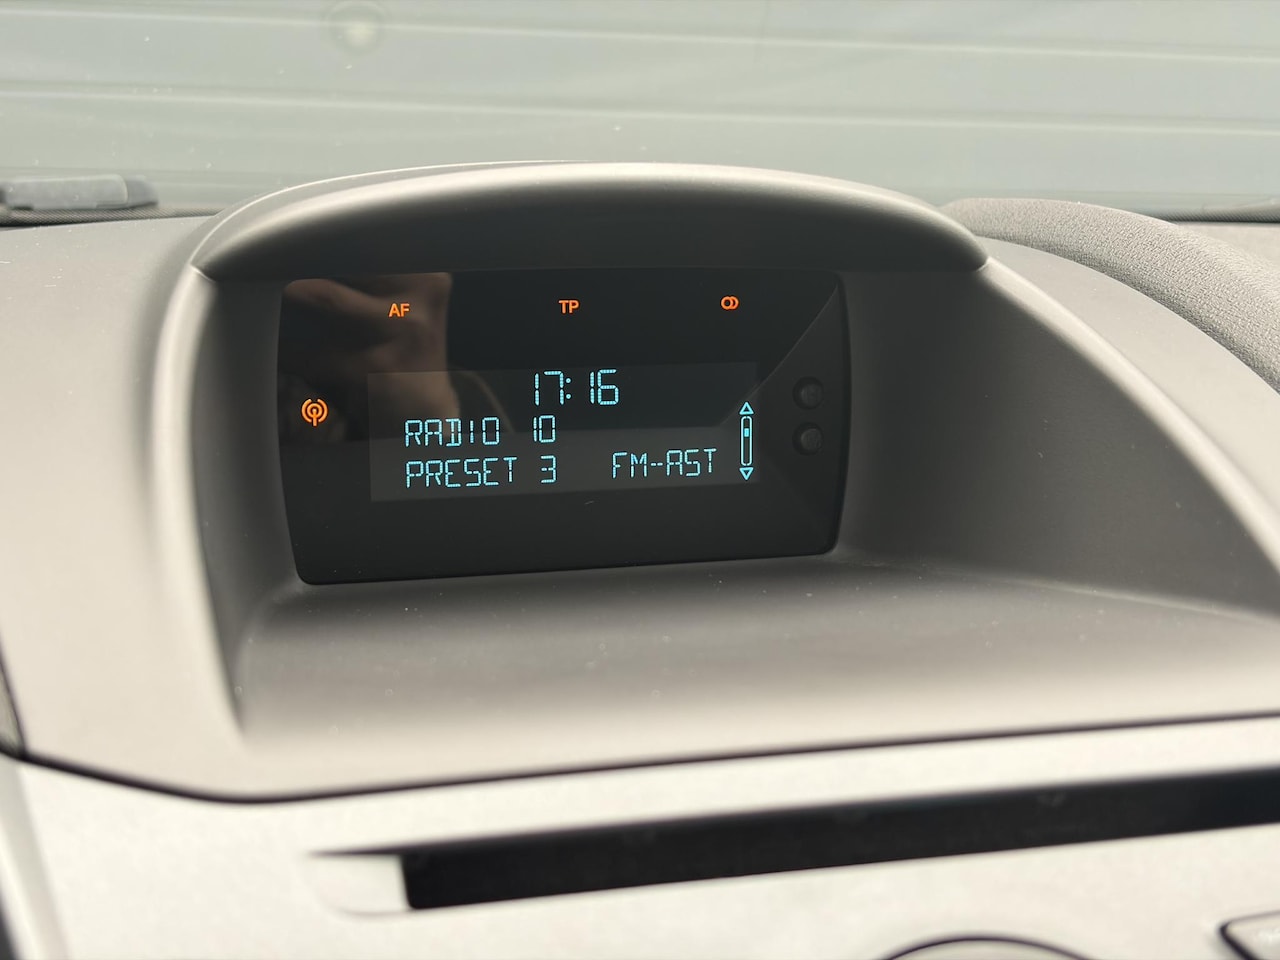 AF TP
17:16
RADIO 10
PRESET 3 FM-AST